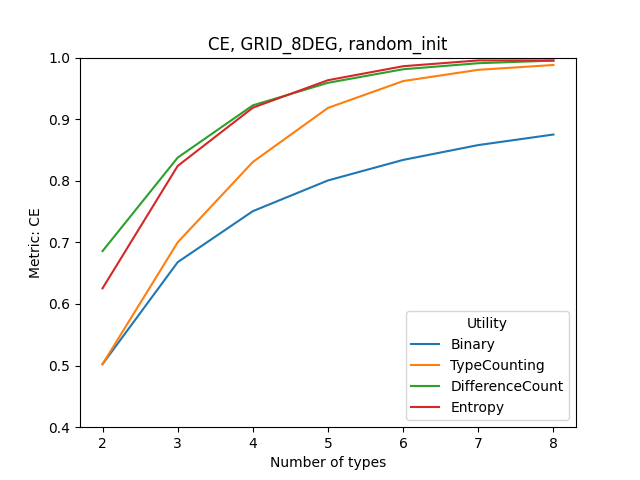 CE, GRID_8DEG, random_init
Metric: CE
1.0
0.9
0.8
0.7
0.6
0.5
0.4
2 3 4 5 6 7 8
Number of types
Utility
Binary
TypeCounting
DifferenceCount
Entropy